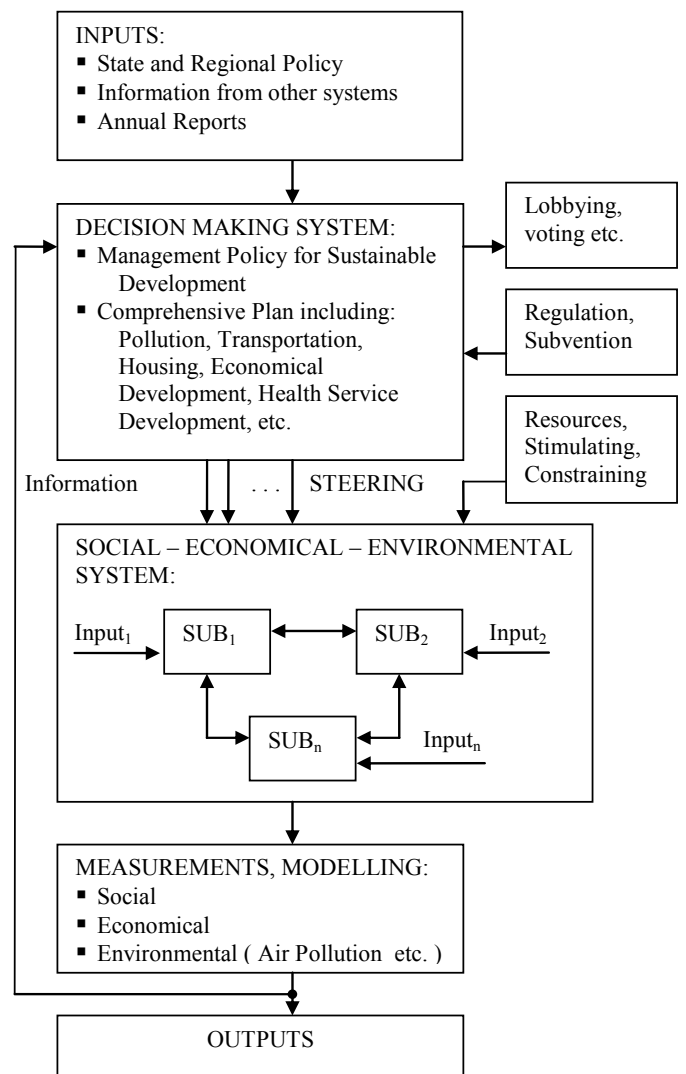 INPUTS:
▪ State and Regional Policy
▪ Information from other systems
▪ Annual Reports
DECISION MAKING SYSTEM:
▪ Management Policy for Sustainable
Development
▪ Comprehensive Plan including:
Pollution, Transportation,
Housing, Economical
Development, Health Service
Development, etc.
Lobbying,
voting etc.
Regulation,
Subvention
Resources,
Stimulating,
Constraining
Information . . . STEERING
SOCIAL – ECONOMICAL – ENVIRONMENTAL
SYSTEM:
Input₁
SUB₁
SUB₂
Input₂
SUBₙ
Inputₙ
MEASUREMENTS, MODELLING:
▪ Social
▪ Economical
▪ Environmental ( Air Pollution etc. )
OUTPUTS